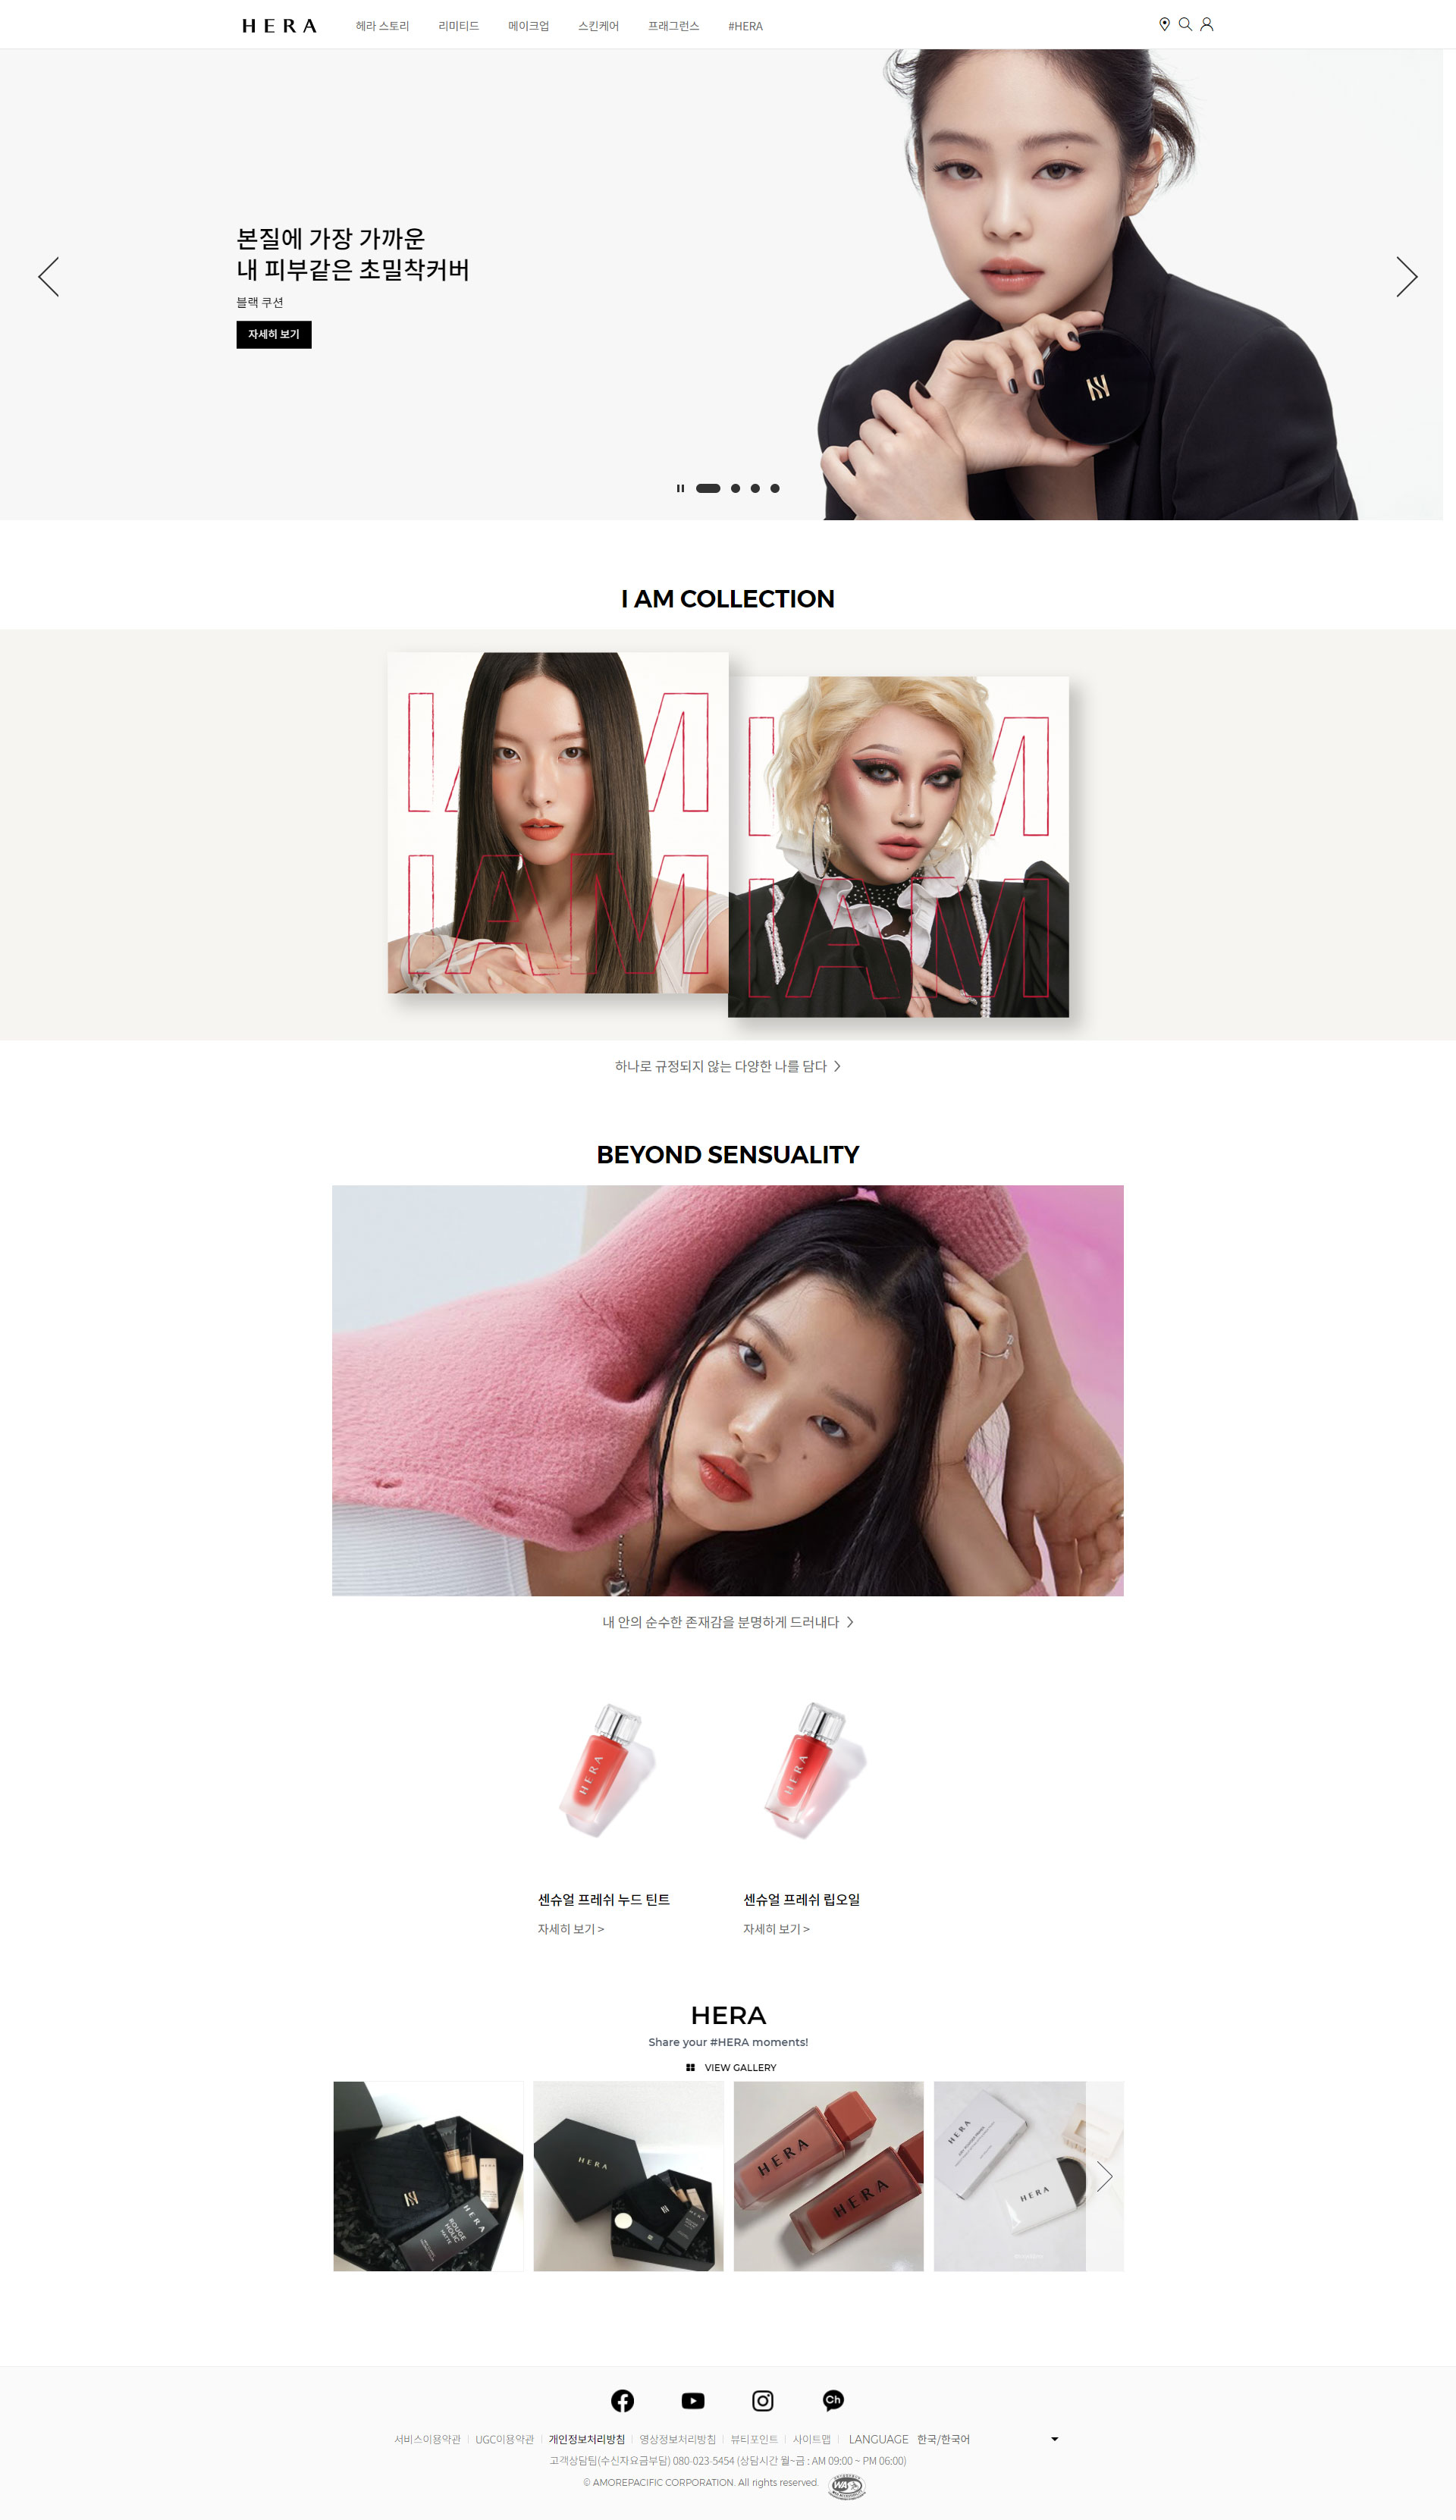 HERA
헤라 스토리
리미티드
메이크업
스킨케어
프래그런스
#HERA
본질에 가장 가까운
내 피부같은 초밀착커버
블랙 쿠션
자세히 보기
I AM COLLECTION
I AM
I AM
I AM
I AM
하나로 규정되지 않는 다양한 나를 담다 >
BEYOND SENSUALITY
내 안의 순수한 존재감을 분명하게 드러내다 >
HERA
HERA
센슈얼 프레쉬 누드 틴트
자세히 보기 >
센슈얼 프레쉬 립오일
자세히 보기 >
HERA
Share your #HERA moments!
VIEW GALLERY
HERA
ROUGE
HOLIC
MATTE
HERA
HERA
HERA
HERA
HERA
Ch
서비스이용약관
UGC이용약관
개인정보처리방침
영상정보처리방침
뷰티포인트
사이트맵
LANGUAGE 한국/한국어
고객상담팀(수신자요금부담) 080-023-5454 (상담시간 월~금 : AM 09:00 ~ PM 06:00)
© AMOREPACIFIC CORPORATION. All rights reserved.
WA